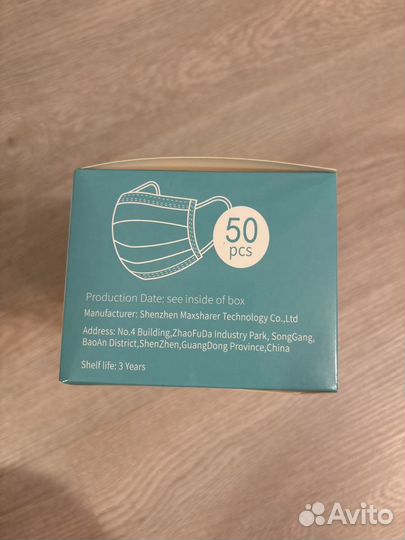 50
pcs
Production Date: see inside of box
Manufacturer: Shenzhen Maxsharer Technology Co.,Ltd
Address: No.4 Building,ZhaoFuDa Industry Park, SongGang,
BaoAn District,ShenZhen,GuangDong Province,China
Shelf life: 3 Years
Avito